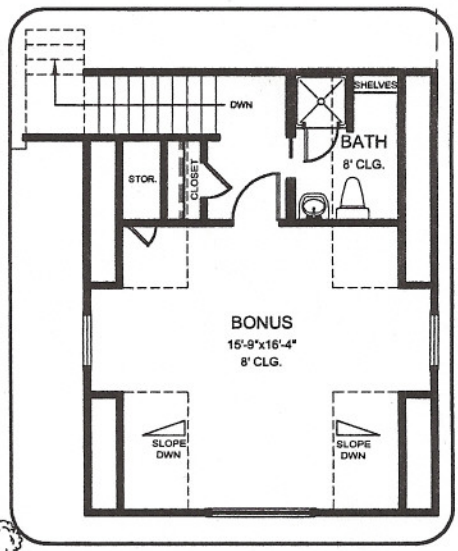 SHELVES
DWN
BATH
8' CLG.
STOR.
CLOSET
BONUS
15'-9"x16'-4"
8' CLG.
SLOPE
DWN
SLOPE
DWN